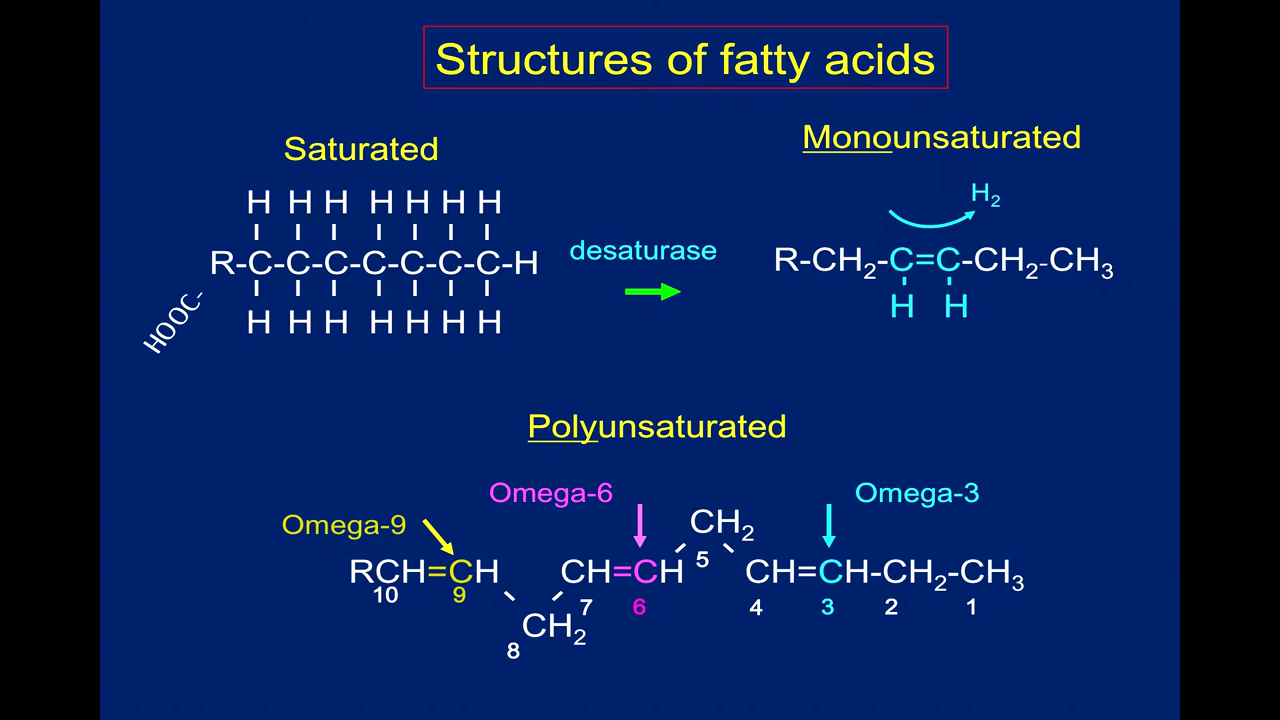 Structures of fatty acids
Saturated
Monounsaturated
H H H H H H H
H₂
R-C-C-C-C-C-C-C-H
desaturase
R-CH₂-C=C-CH₂-CH₃
HOOC-
H H H H H H H
H H
Polyunsaturated
Omega-6
Omega-3
Omega-9
CH₂
5
RCH=CH
CH=CH
CH=CH-CH₂-CH₃
10 9
7 6
4 3 2 1
CH₂
8